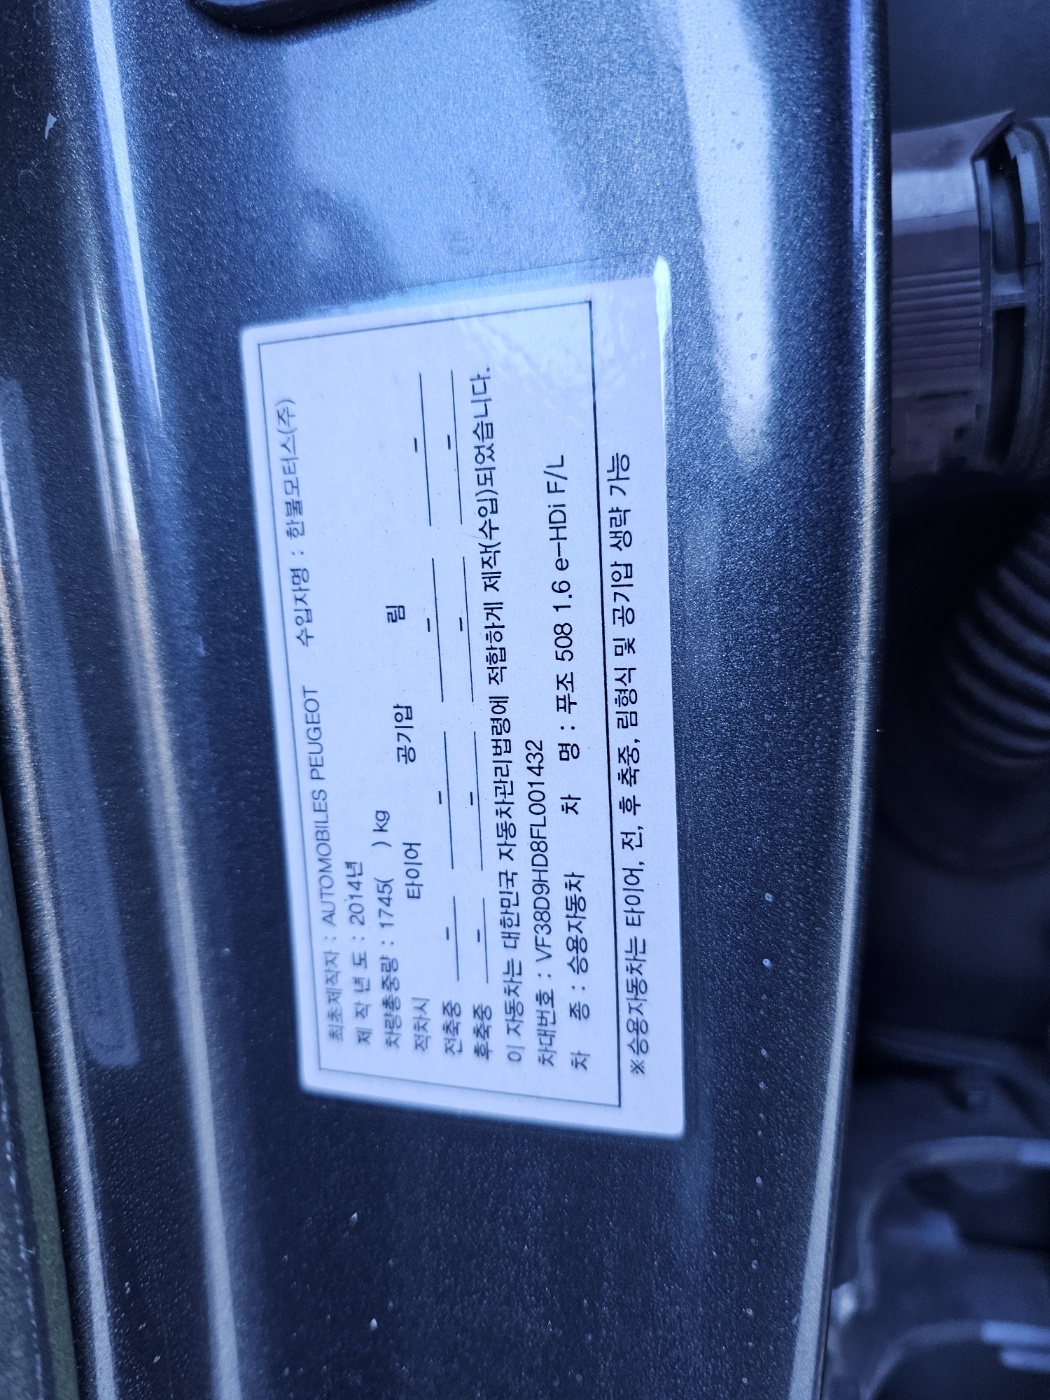 최초제작자 : AUTOMOBILES PEUGEOT 수입자명 : 한불모터스(주)
제 작 년 도 : 2014년
차량총중량 : 1745( ) kg
적차시 타이어 공기압 림
전축중 - - - -
후축중 - - - -
이 자동차는 대한민국 자동차관리법령에 적합하게 제작(수입)되었습니다.
차대번호 : VF38D9HD8FL001432
차 종 : 승용자동차 차 명 : 푸조 508 1.6 e-HDi F/L
※승용자동차는 타이어, 전, 후 축중, 림형식 및 공기압 생략 가능